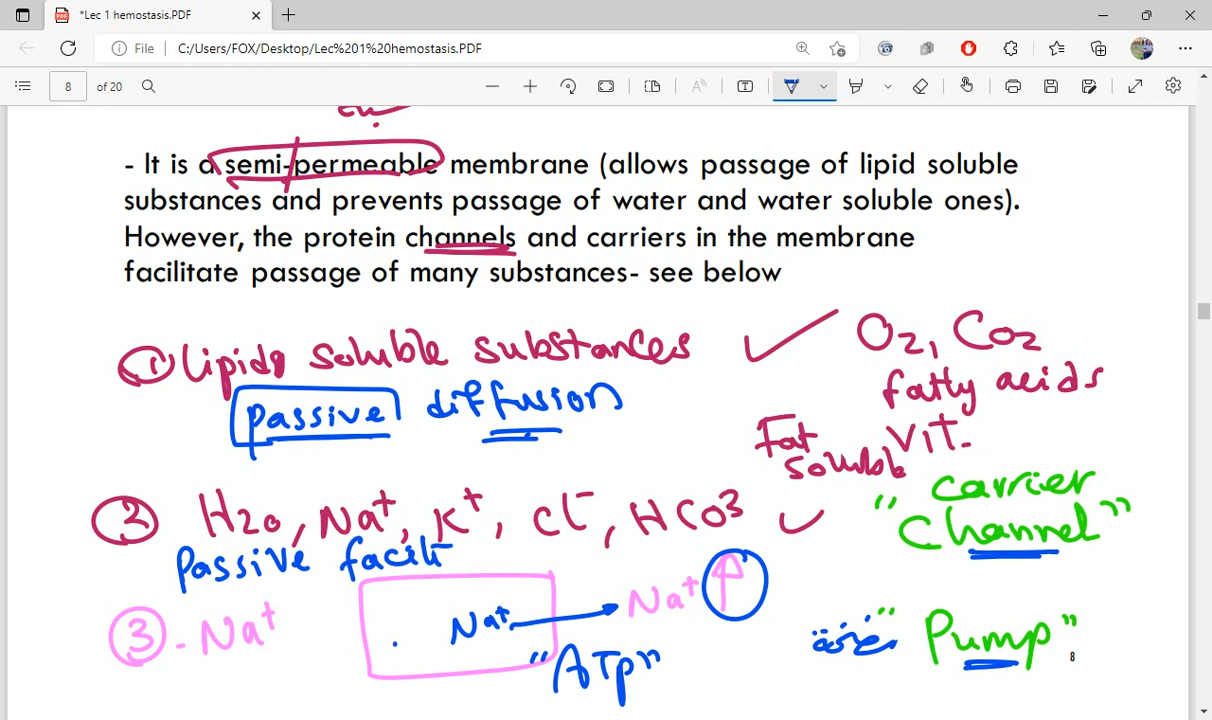 *Lec 1 hemostasis.PDF
File C:/Users/FOX/Desktop/Lec%201%20hemostasis.PDF
8 of 20
- It is a semi-permeable membrane (allows passage of lipid soluble
substances and prevents passage of water and water soluble ones).
However, the protein channels and carriers in the membrane
facilitate passage of many substances- see below
① lipids soluble substances O2, Co2
fatty acids
passive diffusion
Fat Vit.
soluble
② H2o, Na+, K+, Cl-, HCO3 "Carrier
Channel"
Passive facilt
③ - Na+ Na+ Na+
"ATp" Pump"
8